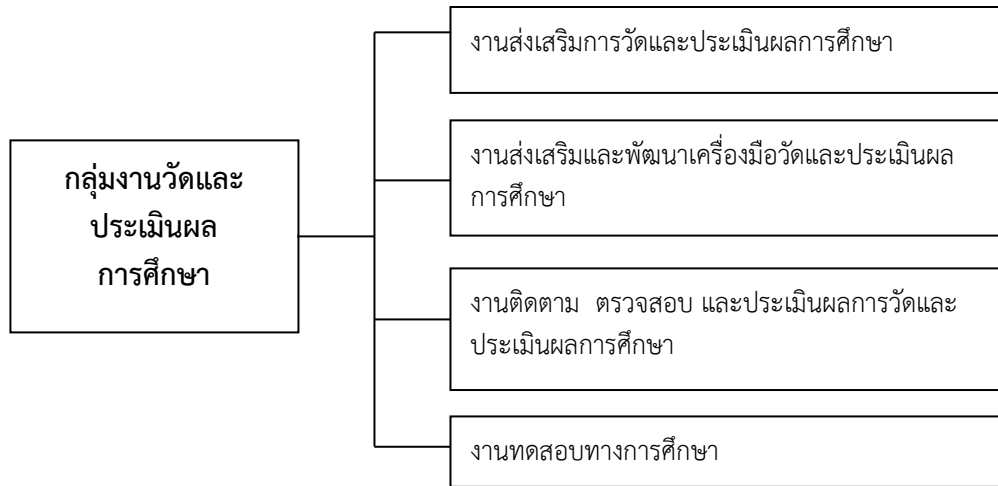 งานส่งเสริมการวัดและประเมินผลการศึกษา
กลุ่มงานวัดและ
ประเมินผล
การศึกษา
งานส่งเสริมและพัฒนาเครื่องมือวัดและประเมินผล
การศึกษา
งานติดตาม  ตรวจสอบ และประเมินผลการวัดและ
ประเมินผลการศึกษา
งานทดสอบทางการศึกษา